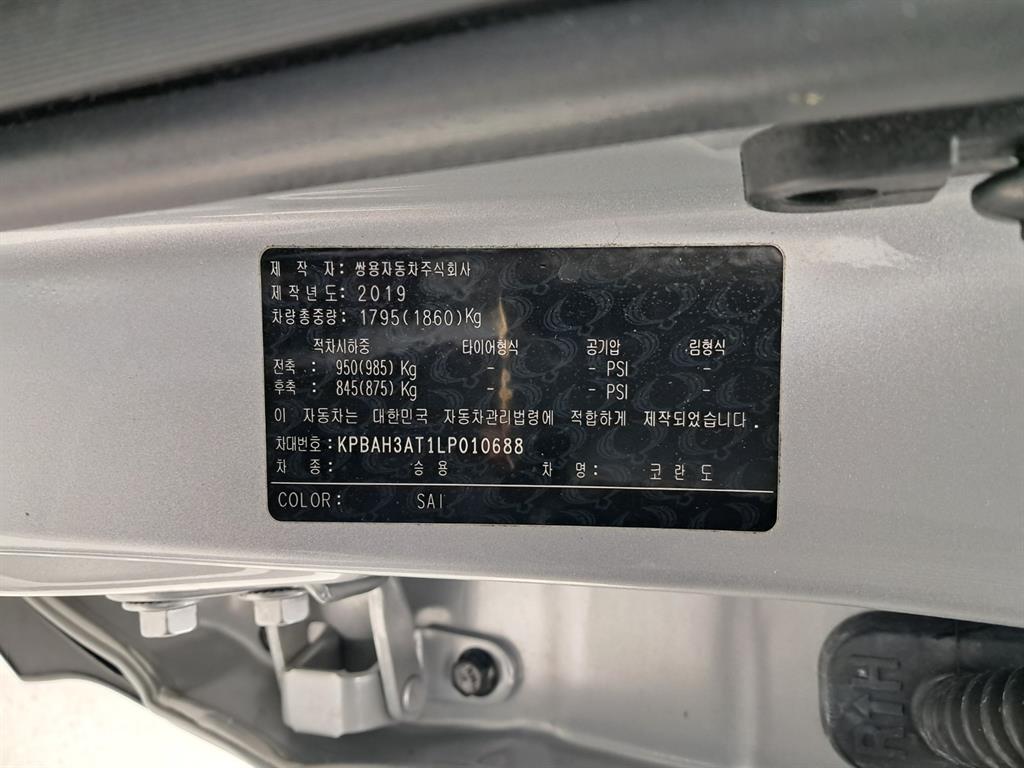 제 작 자 : 쌍용자동차주식회사
제작년도: 2019
차량총중량: 1795(1860)Kg
적차시하중 타이어형식 공기압 림형식
전축 : 950(985) Kg - - PSI -
후축 : 845(875) Kg - - PSI -
이 자동차는 대한민국 자동차관리법령에 적합하게 제작되었습니다.
차대번호 : KPBAH3AT1LP010688
차 종: 승용 차 명: 코란도
COLOR: SAI
RH